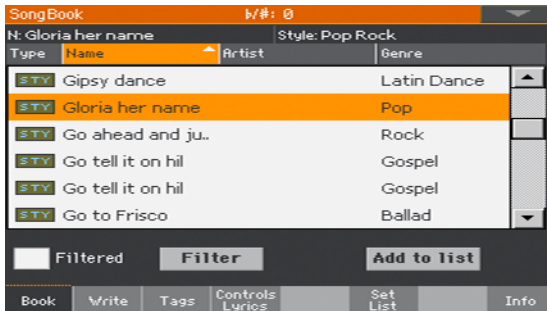 SongBook ♭/#: 0
N: Gloria her name Style: Pop Rock
Type Name Artist Genre
STY Gipsy dance Latin Dance
STY Gloria her name Pop
STY Go ahead and ju.. Rock
STY Go tell it on hil Gospel
STY Go tell it on hil Gospel
STY Go to Frisco Ballad
Filtered Filter Add to list
Book Write Tags Controls Lyrics Set List Info